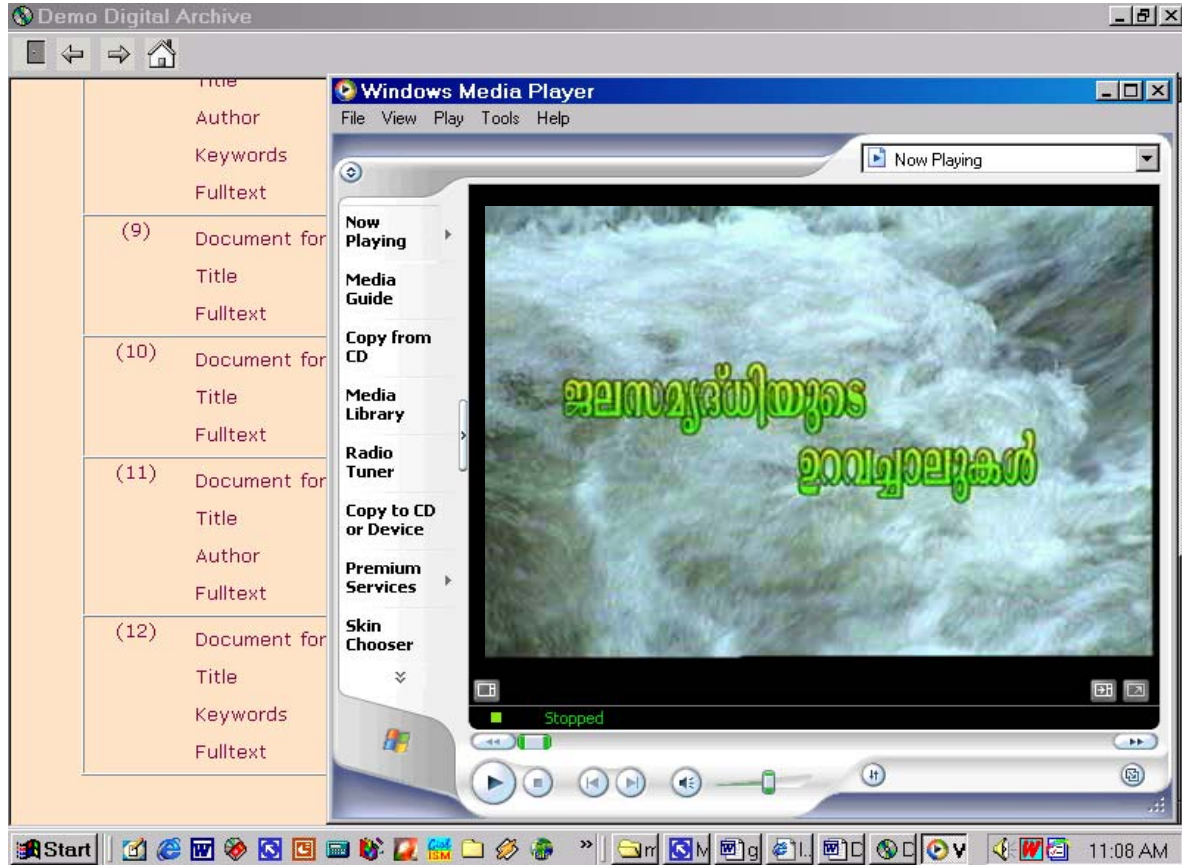 Demo Digital Archive
Title
Author
Keywords
Fulltext
(9) Document for
Title
Fulltext
(10) Document for
Title
Fulltext
(11) Document for
Title
Author
Fulltext
(12) Document for
Title
Keywords
Fulltext
Windows Media Player
File View Play Tools Help
Now Playing
Now
Playing
Media
Guide
Copy from
CD
Media
Library
Radio
Tuner
Copy to CD
or Device
Premium
Services
Skin
Chooser
ജലസമൃദ്ധിയുടെ
ഉറവച്ചാലുകൾ
Stopped
Start 11:08 AM